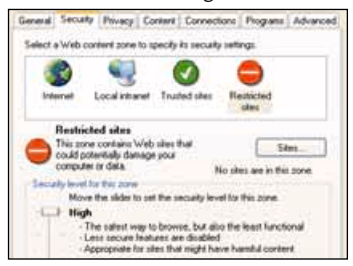 General Security Privacy Content Connections Programs Advanced
Select a Web content zone to specify its security settings.
Internet Local intranet Trusted sites Restricted
sites
Restricted sites
This zone contains Web sites that
could potentially damage your
computer or data.
Sites...
No sites are in this zone.
Security level for this zone
Move the slider to set the security level for this zone.
High
- The safest way to browse, but also the least functional
- Less secure features are disabled
- Appropriate for sites that might have harmful content